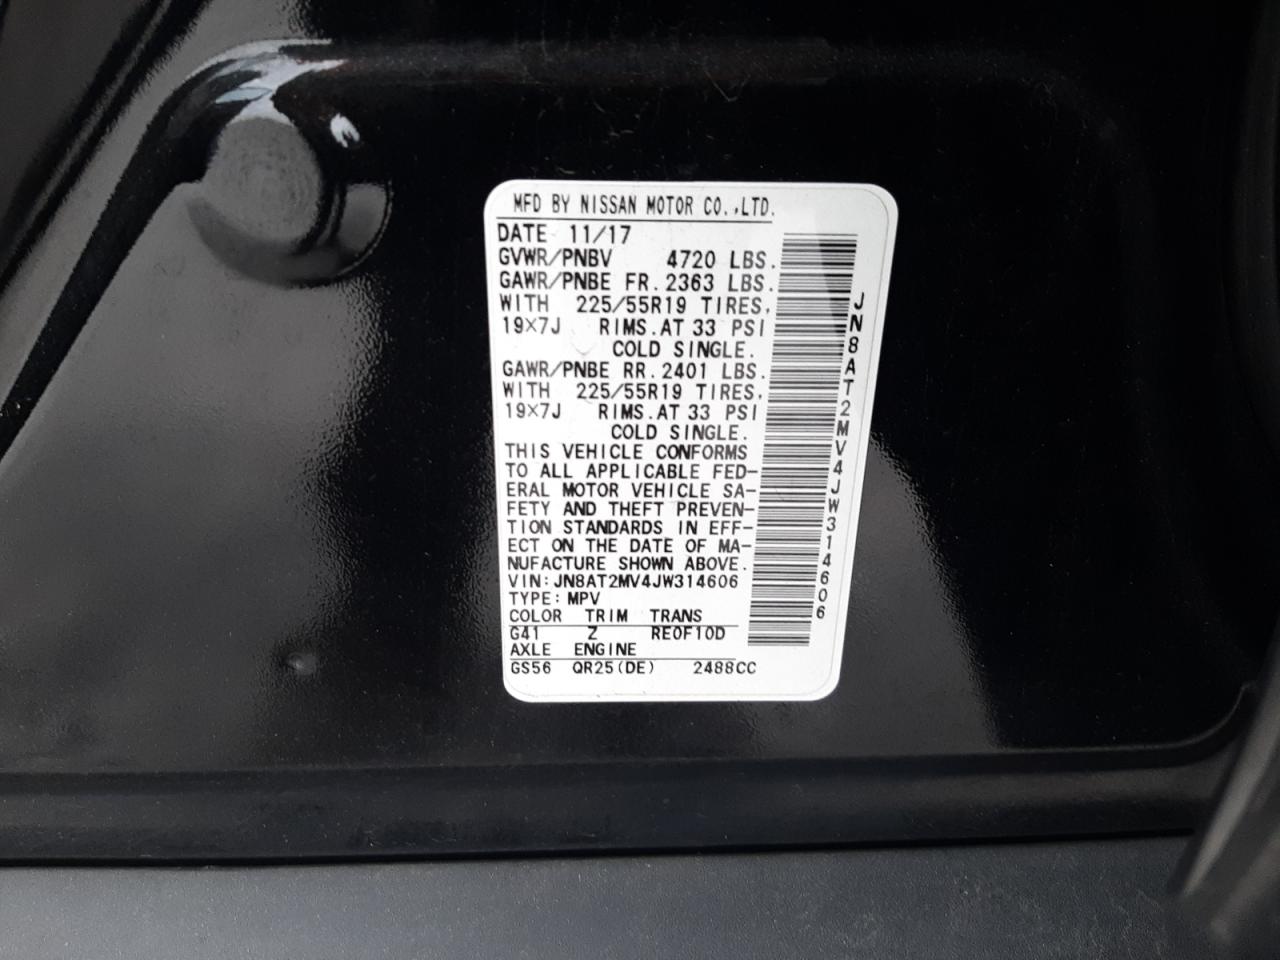 MFD BY NISSAN MOTOR CO.,LTD.
DATE 11/17
GVWR/PNBV 4720 LBS.
GAWR/PNBE FR. 2363 LBS.
WITH 225/55R19 TIRES,
19×7J RIMS. AT 33 PSI
COLD SINGLE.
GAWR/PNBE RR. 2401 LBS.
WITH 225/55R19 TIRES,
19×7J RIMS. AT 33 PSI
COLD SINGLE.
THIS VEHICLE CONFORMS
TO ALL APPLICABLE FED-
ERAL MOTOR VEHICLE SA-
FETY AND THEFT PREVEN-
TION STANDARDS IN EFF-
ECT ON THE DATE OF MA-
NUFACTURE SHOWN ABOVE.
VIN: JN8AT2MV4JW314606
TYPE: MPV
COLOR TRIM TRANS
G41 Z RE0F10D
AXLE ENGINE
GS56 QR25(DE) 2488CC
JN8AT2MV4JW314606